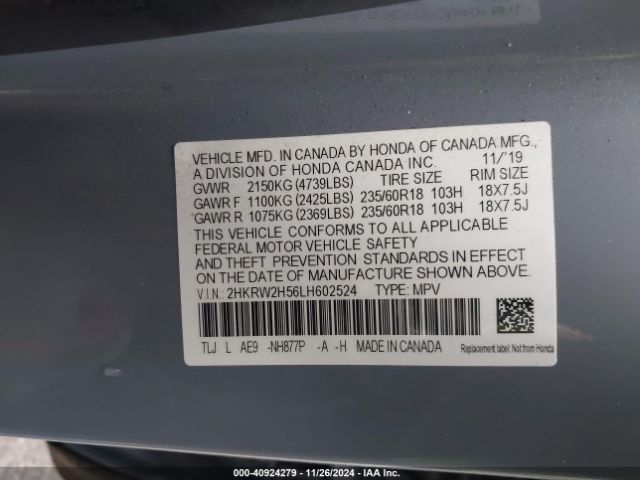 VEHICLE MFD. IN CANADA BY HONDA OF CANADA MFG.,
A DIVISION OF HONDA CANADA INC. 11/'19
GVWR 2150KG (4739LBS) TIRE SIZE RIM SIZE
GAWR F 1100KG (2425LBS) 235/60R18 103H 18X7.5J
GAWR R 1075KG (2369LBS) 235/60R18 103H 18X7.5J
THIS VEHICLE CONFORMS TO ALL APPLICABLE
FEDERAL MOTOR VEHICLE SAFETY
AND THEFT PREVENTION STANDARDS IN EFFECT
ON THE DATE OF MANUFACTURE SHOWN ABOVE.
V.I.N.: 2HKRW2H56LH602524 TYPE: MPV
TLJ L AE9 -NH877P -A -H MADE IN CANADA
Replacement label: Not from Honda
000-40924279 - 11/26/2024 - IAA Inc.